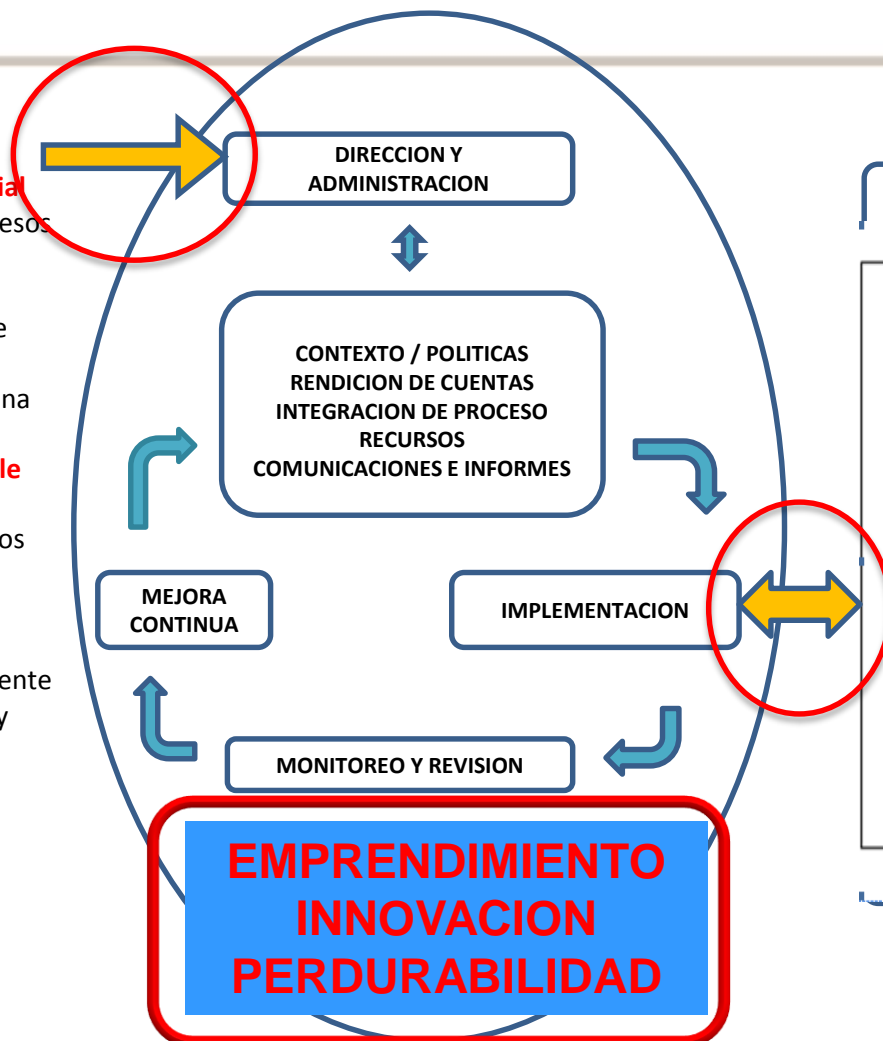 DIRECCION Y
ADMINISTRACION
CONTEXTO / POLITICAS
RENDICION DE CUENTAS
INTEGRACION DE PROCESO
RECURSOS
COMUNICACIONES E INFORMES
MEJORA
CONTINUA
IMPLEMENTACION
MONITOREO Y REVISION
EMPRENDIMIENTO
INNOVACION
PERDURABILIDAD